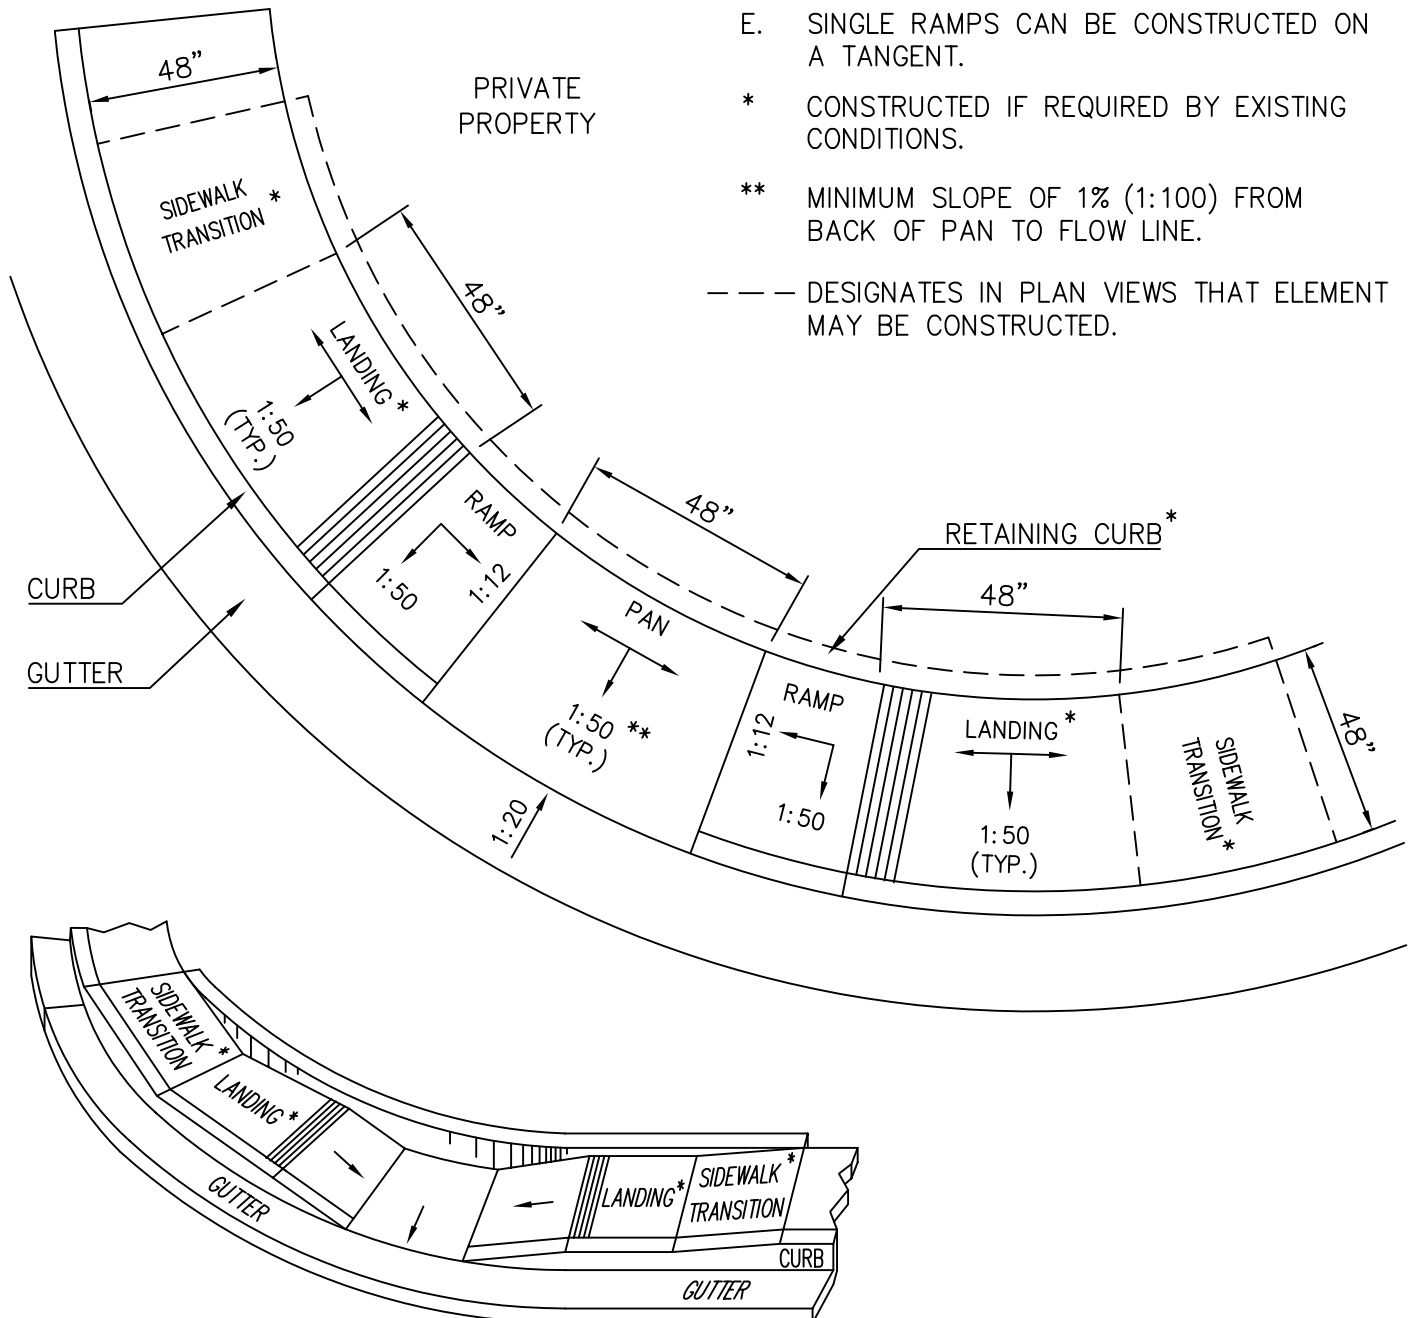 E. SINGLE RAMPS CAN BE CONSTRUCTED ON
A TANGENT.
* CONSTRUCTED IF REQUIRED BY EXISTING
CONDITIONS.
** MINIMUM SLOPE OF 1% (1:100) FROM
BACK OF PAN TO FLOW LINE.
--- DESIGNATES IN PLAN VIEWS THAT ELEMENT
MAY BE CONSTRUCTED.
48"
PRIVATE
PROPERTY
SIDEWALK
TRANSITION *
48"
LANDING *
1:50
(TYP.)
RAMP
1:50
1:12
48"
RETAINING CURB*
CURB
GUTTER
PAN
1:50 **
(TYP.)
1:20
48"
RAMP
1:12
1:50
LANDING*
1:50
(TYP.)
SIDEWALK
TRANSITION*
48"
SIDEWALK
TRANSITION *
LANDING *
GUTTER
LANDING*
SIDEWALK*
TRANSITION
CURB
GUTTER